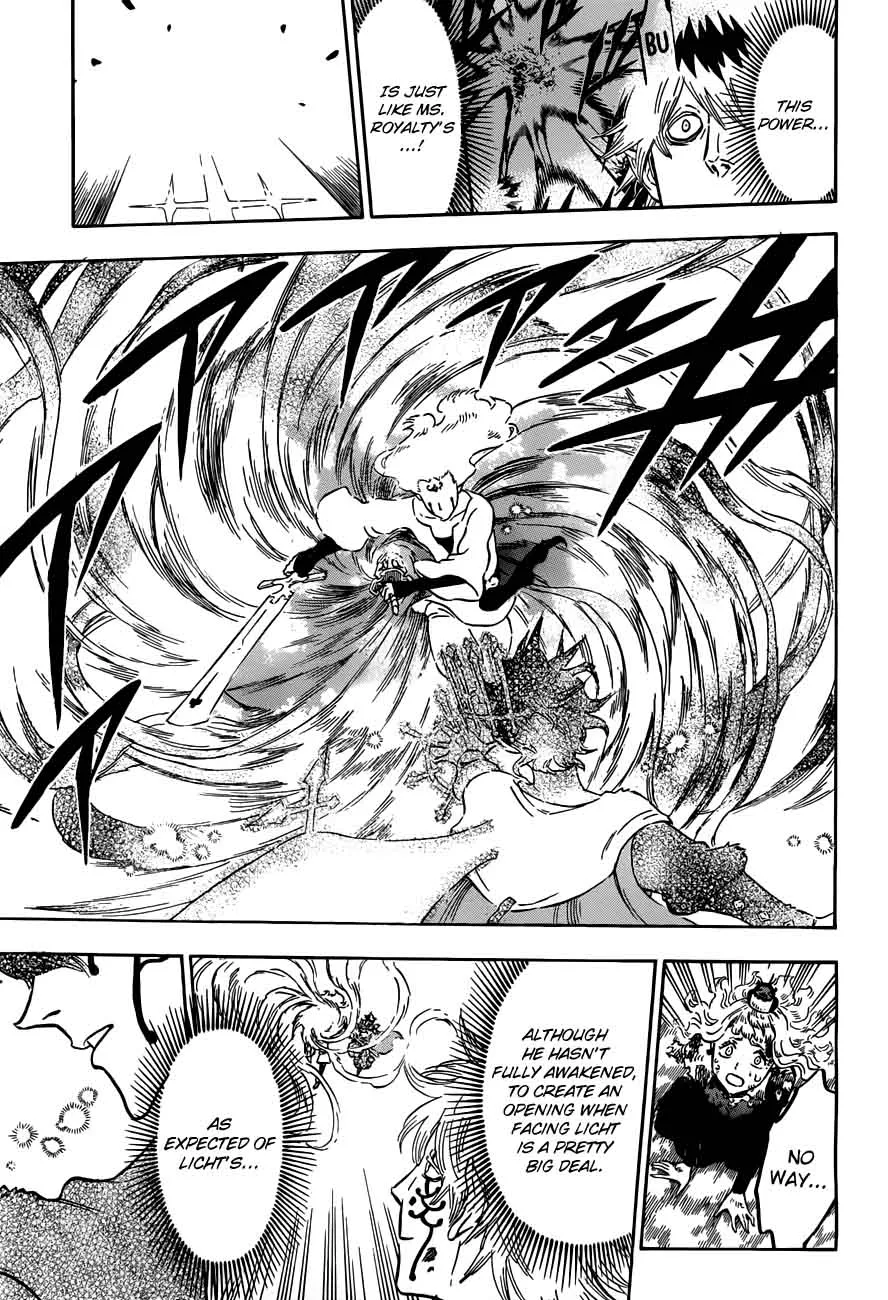 THIS
POWER...
BU
IS JUST
LIKE MS.
ROYALTY'S
...!
NO
WAY...
ALTHOUGH
HE HASN'T
FULLY AWAKENED,
TO CREATE AN
OPENING WHEN
FACING LICHT
IS A PRETTY
BIG DEAL.
AS
EXPECTED OF
LICHT'S...